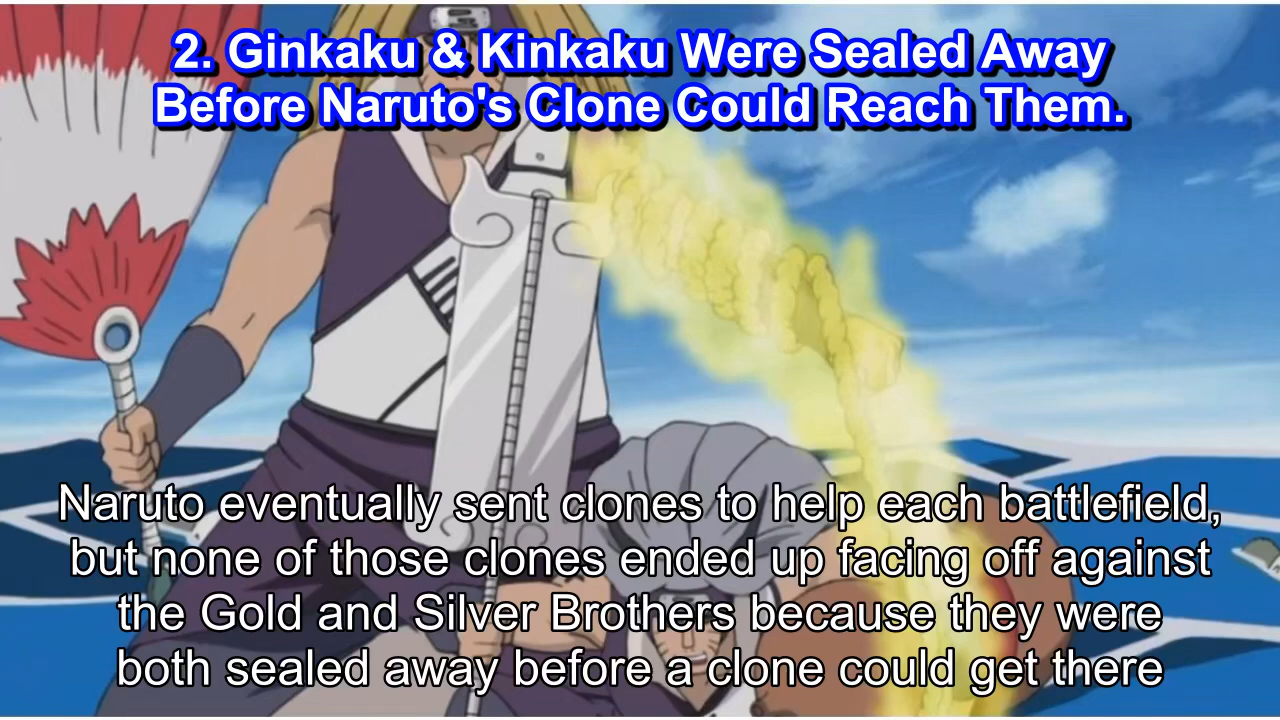 2. Ginkaku & Kinkaku Were Sealed Away
Before Naruto's Clone Could Reach Them.
Naruto eventually sent clones to help each battlefield,
but none of those clones ended up facing off against
the Gold and Silver Brothers because they were
both sealed away before a clone could get there